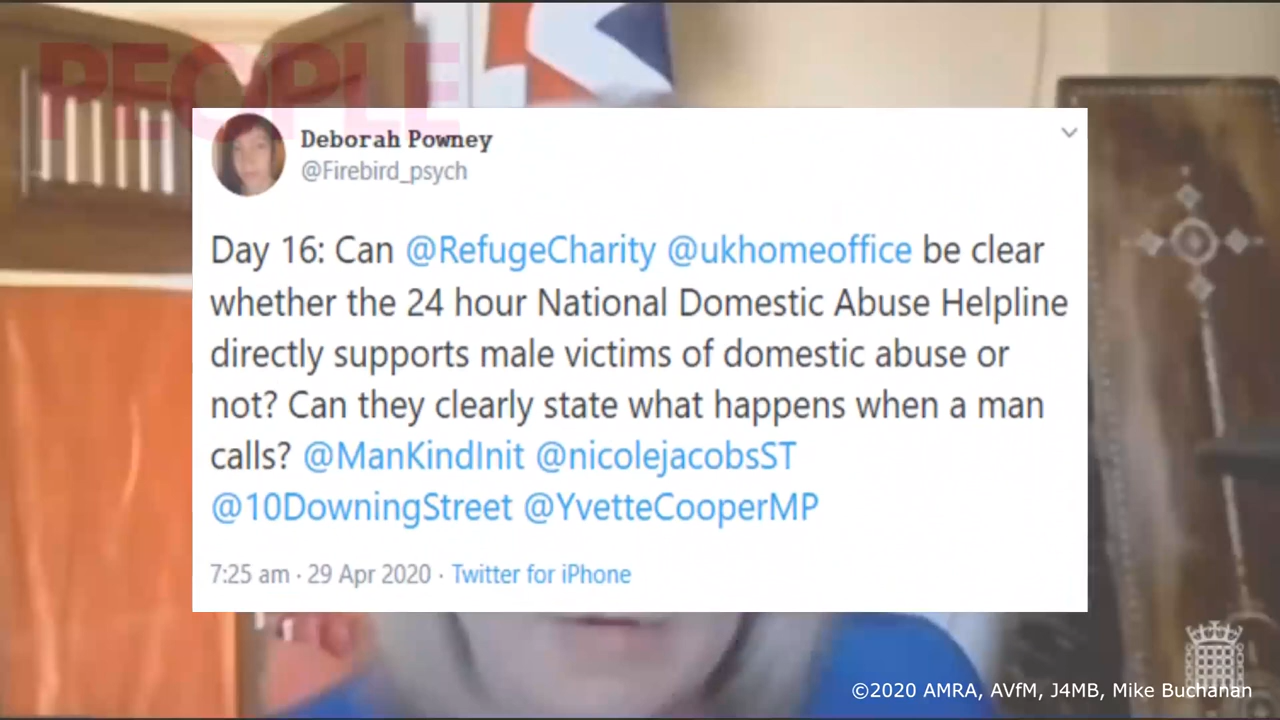 PEOPLE
Deborah Powney
@Firebird_psych
Day 16: Can @RefugeCharity @ukhomeoffice be clear
whether the 24 hour National Domestic Abuse Helpline
directly supports male victims of domestic abuse or
not? Can they clearly state what happens when a man
calls? @ManKindInit @nicolejacobsST
@10DowningStreet @YvetteCooperMP
7:25 am · 29 Apr 2020 · Twitter for iPhone
©2020 AMRA, AVfM, J4MB, Mike Buchanan